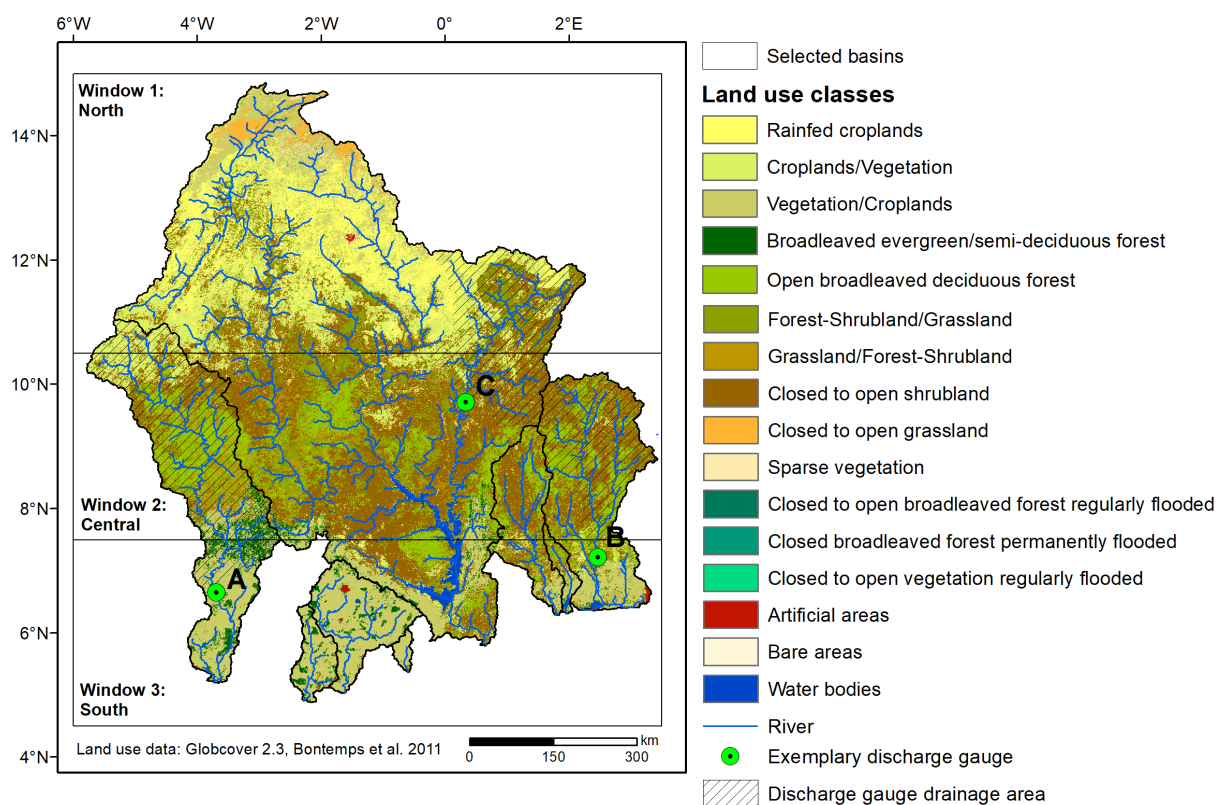 6°W 4°W 2°W 0° 2°E
14°N
12°N
10°N
8°N
6°N
4°N
Window 1:
North
Window 2:
Central
Window 3:
South
A
B
C
Land use data: Globcover 2.3, Bontemps et al. 2011
km
0 150 300
Selected basins
Land use classes
Rainfed croplands
Croplands/Vegetation
Vegetation/Croplands
Broadleaved evergreen/semi-deciduous forest
Open broadleaved deciduous forest
Forest-Shrubland/Grassland
Grassland/Forest-Shrubland
Closed to open shrubland
Closed to open grassland
Sparse vegetation
Closed to open broadleaved forest regularly flooded
Closed broadleaved forest permanently flooded
Closed to open vegetation regularly flooded
Artificial areas
Bare areas
Water bodies
River
Exemplary discharge gauge
Discharge gauge drainage area